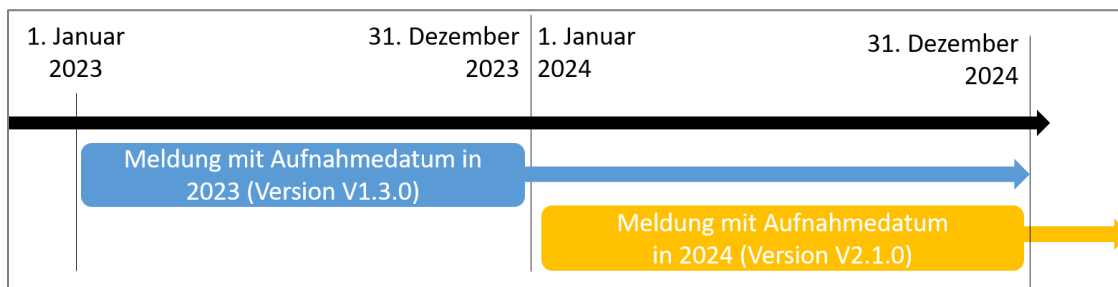 1. Januar
2023
31. Dezember
2023
1. Januar
2024
31. Dezember
2024
Meldung mit Aufnahmedatum in
2023 (Version V1.3.0)
Meldung mit Aufnahmedatum
in 2024 (Version V2.1.0)